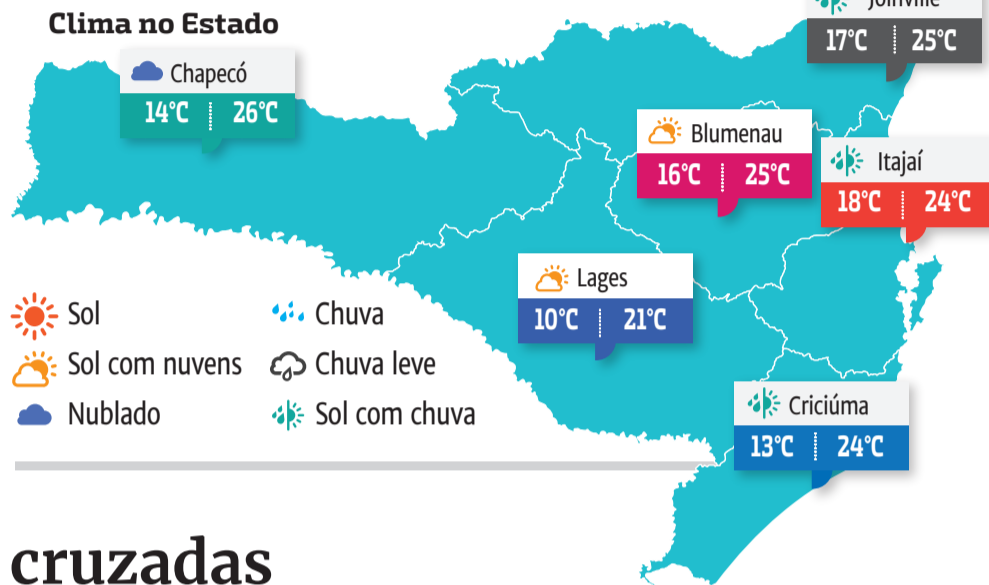 Clima no Estado
Joinville
17°C 25°C
Chapecó
14°C 26°C
Blumenau
16°C 25°C
Itajaí
18°C 24°C
Lages
10°C 21°C
Sol
Chuva
Sol com nuvens
Chuva leve
Nublado
Sol com chuva
Criciúma
13°C 24°C
cruzadas